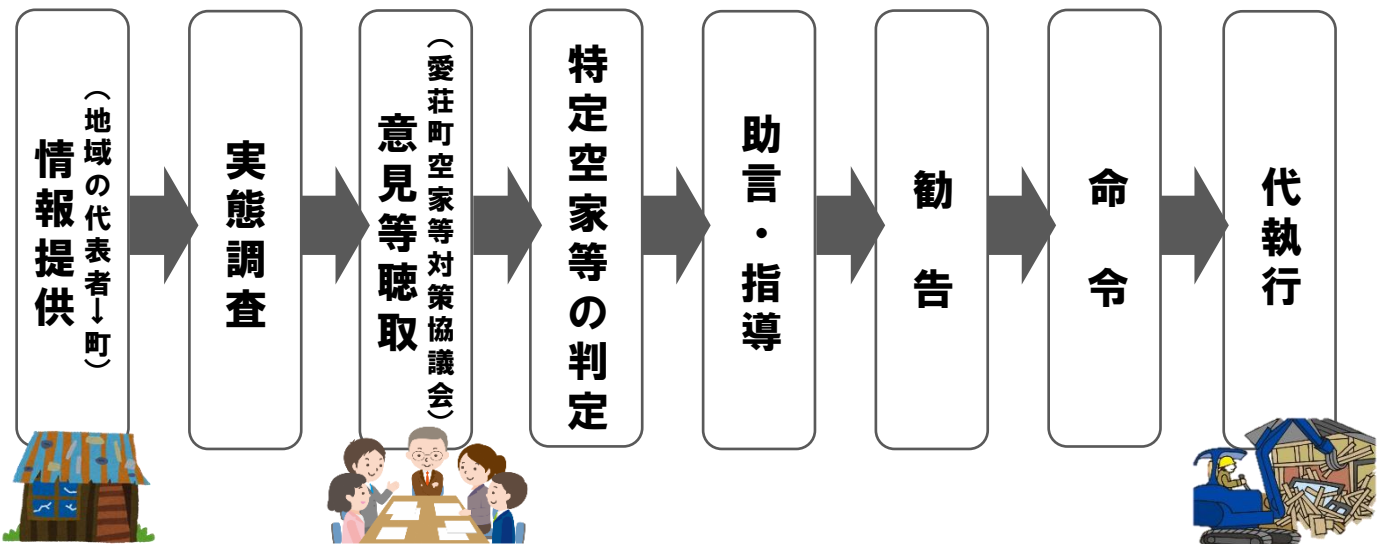 情報提供
（地域の代表者→町）
実態調査
意見等聴取
（愛荘町空家等対策協議会）
特定空家等の判定
助言・指導
勧告
命令
代執行